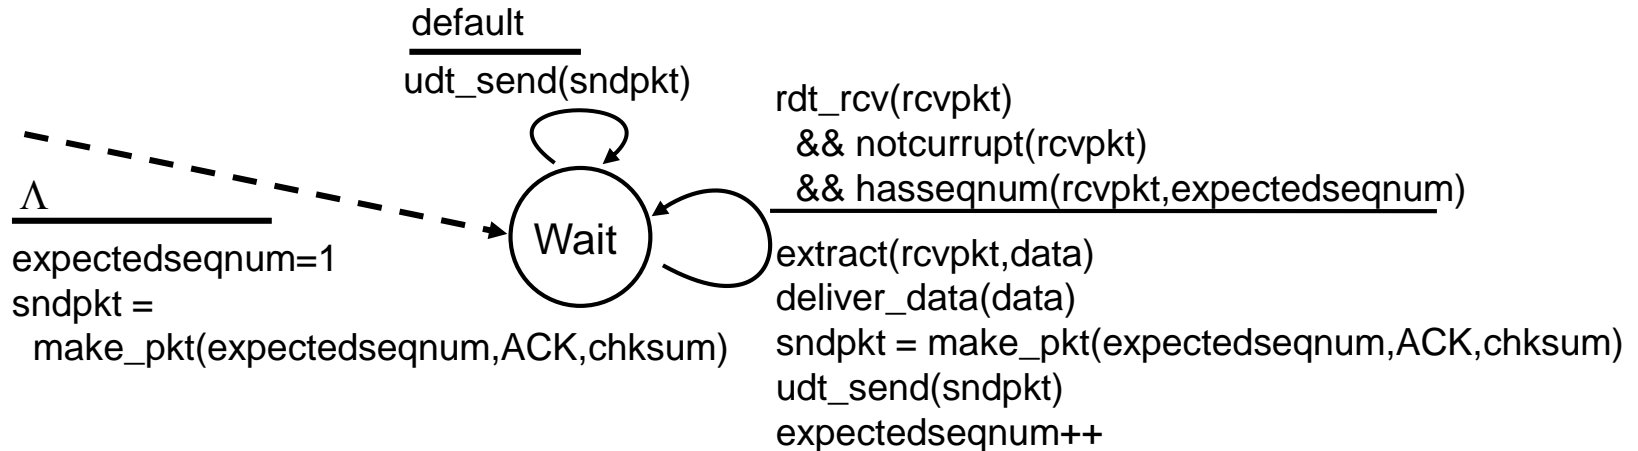 default
udt_send(sndpkt)
rdt_rcv(rcvpkt)
&& notcurrupt(rcvpkt)
&& hasseqnum(rcvpkt,expectedseqnum)
Λ
Wait
expectedseqnum=1
sndpkt =
make_pkt(expectedseqnum,ACK,chksum)
extract(rcvpkt,data)
deliver_data(data)
sndpkt = make_pkt(expectedseqnum,ACK,chksum)
udt_send(sndpkt)
expectedseqnum++